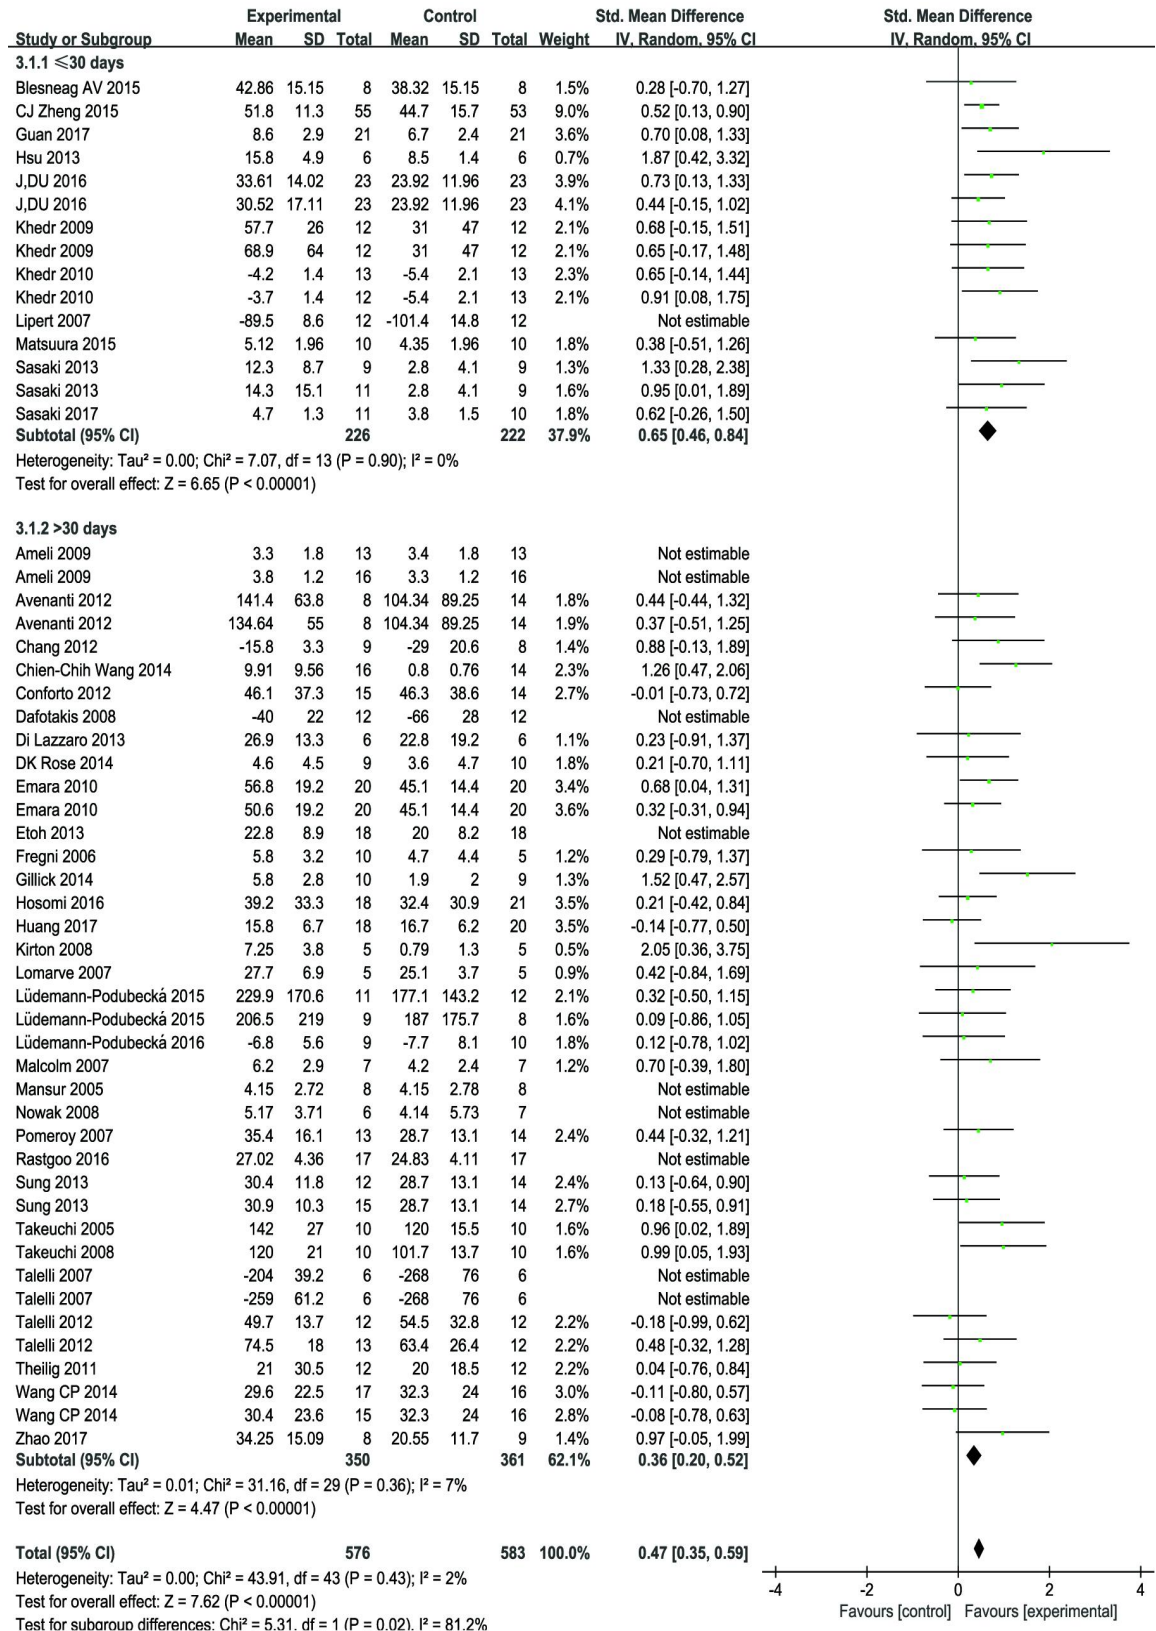 Experimental Control Std. Mean Difference Std. Mean Difference
Study or Subgroup Mean SD Total Mean SD Total Weight IV, Random, 95% CI IV, Random, 95% CI
3.1.1 ≤30 days
Blesneag AV 2015 42.86 15.15 8 38.32 15.15 8 1.5% 0.28 [-0.70, 1.27]
CJ Zheng 2015 51.8 11.3 55 44.7 15.7 53 9.0% 0.52 [0.13, 0.90]
Guan 2017 8.6 2.9 21 6.7 2.4 21 3.6% 0.70 [0.08, 1.33]
Hsu 2013 15.8 4.9 6 8.5 1.4 6 0.7% 1.87 [0.42, 3.32]
J,DU 2016 33.61 14.02 23 23.92 11.96 23 3.9% 0.73 [0.13, 1.33]
J,DU 2016 30.52 17.11 23 23.92 11.96 23 4.1% 0.44 [-0.15, 1.02]
Khedr 2009 57.7 26 12 31 47 12 2.1% 0.68 [-0.15, 1.51]
Khedr 2009 68.9 64 12 31 47 12 2.1% 0.65 [-0.17, 1.48]
Khedr 2010 -4.2 1.4 13 -5.4 2.1 13 2.3% 0.65 [-0.14, 1.44]
Khedr 2010 -3.7 1.4 12 -5.4 2.1 13 2.1% 0.91 [0.08, 1.75]
Lipert 2007 -89.5 8.6 12 -101.4 14.8 12 Not estimable
Matsuura 2015 5.12 1.96 10 4.35 1.96 10 1.8% 0.38 [-0.51, 1.26]
Sasaki 2013 12.3 8.7 9 2.8 4.1 9 1.3% 1.33 [0.28, 2.38]
Sasaki 2013 14.3 15.1 11 2.8 4.1 9 1.6% 0.95 [0.01, 1.89]
Sasaki 2017 4.7 1.3 11 3.8 1.5 10 1.8% 0.62 [-0.26, 1.50]
Subtotal (95% CI) 226 222 37.9% 0.65 [0.46, 0.84]
Heterogeneity: Tau² = 0.00; Chi² = 7.07, df = 13 (P = 0.90); I² = 0%
Test for overall effect: Z = 6.65 (P < 0.00001)
3.1.2 >30 days
Ameli 2009 3.3 1.8 13 3.4 1.8 13 Not estimable
Ameli 2009 3.8 1.2 16 3.3 1.2 16 Not estimable
Avenanti 2012 141.4 63.8 8 104.34 89.25 14 1.8% 0.44 [-0.44, 1.32]
Avenanti 2012 134.64 55 8 104.34 89.25 14 1.9% 0.37 [-0.51, 1.25]
Chang 2012 -15.8 3.3 9 -29 20.6 8 1.4% 0.88 [-0.13, 1.89]
Chien-Chih Wang 2014 9.91 9.56 16 0.8 0.76 14 2.3% 1.26 [0.47, 2.06]
Conforto 2012 46.1 37.3 15 46.3 38.6 14 2.7% -0.01 [-0.73, 0.72]
Dafotakis 2008 -40 22 12 -66 28 12 Not estimable
Di Lazzaro 2013 26.9 13.3 6 22.8 19.2 6 1.1% 0.23 [-0.91, 1.37]
DK Rose 2014 4.6 4.5 9 3.6 4.7 10 1.8% 0.21 [-0.70, 1.11]
Emara 2010 56.8 19.2 20 45.1 14.4 20 3.4% 0.68 [0.04, 1.31]
Emara 2010 50.6 19.2 20 45.1 14.4 20 3.6% 0.32 [-0.31, 0.94]
Etoh 2013 22.8 8.9 18 20 8.2 18 Not estimable
Fregni 2006 5.8 3.2 10 4.7 4.4 5 1.2% 0.29 [-0.79, 1.37]
Gillick 2014 5.8 2.8 10 1.9 2 9 1.3% 1.52 [0.47, 2.57]
Hosomi 2016 39.2 33.3 18 32.4 30.9 21 3.5% 0.21 [-0.42, 0.84]
Huang 2017 15.8 6.7 18 16.7 6.2 20 3.5% -0.14 [-0.77, 0.50]
Kirton 2008 7.25 3.8 5 0.79 1.3 5 0.5% 2.05 [0.36, 3.75]
Lomarve 2007 27.7 6.9 5 25.1 3.7 5 0.9% 0.42 [-0.84, 1.69]
Lüdemann-Podubecká 2015 229.9 170.6 11 177.1 143.2 12 2.1% 0.32 [-0.50, 1.15]
Lüdemann-Podubecká 2015 206.5 219 9 187 175.7 8 1.6% 0.09 [-0.86, 1.05]
Lüdemann-Podubecká 2016 -6.8 5.6 9 -7.7 8.1 10 1.8% 0.12 [-0.78, 1.02]
Malcolm 2007 6.2 2.9 7 4.2 2.4 7 1.2% 0.70 [-0.39, 1.80]
Mansur 2005 4.15 2.72 8 4.15 2.78 8 Not estimable
Nowak 2008 5.17 3.71 6 4.14 5.73 7 Not estimable
Pomeroy 2007 35.4 16.1 13 28.7 13.1 14 2.4% 0.44 [-0.32, 1.21]
Rastgoo 2016 27.02 4.36 17 24.83 4.11 17 Not estimable
Sung 2013 30.4 11.8 12 28.7 13.1 14 2.4% 0.13 [-0.64, 0.90]
Sung 2013 30.9 10.3 15 28.7 13.1 14 2.7% 0.18 [-0.55, 0.91]
Takeuchi 2005 142 27 10 120 15.5 10 1.6% 0.96 [0.02, 1.89]
Takeuchi 2008 120 21 10 101.7 13.7 10 1.6% 0.99 [0.05, 1.93]
Talelli 2007 -204 39.2 6 -268 76 6 Not estimable
Talelli 2007 -259 61.2 6 -268 76 6 Not estimable
Talelli 2012 49.7 13.7 12 54.5 32.8 12 2.2% -0.18 [-0.99, 0.62]
Talelli 2012 74.5 18 13 63.4 26.4 12 2.2% 0.48 [-0.32, 1.28]
Theilig 2011 21 30.5 12 20 18.5 12 2.2% 0.04 [-0.76, 0.84]
Wang CP 2014 29.6 22.5 17 32.3 24 16 3.0% -0.11 [-0.80, 0.57]
Wang CP 2014 30.4 23.6 15 32.3 24 16 2.8% -0.08 [-0.78, 0.63]
Zhao 2017 34.25 15.09 8 20.55 11.7 9 1.4% 0.97 [-0.05, 1.99]
Subtotal (95% CI) 350 361 62.1% 0.36 [0.20, 0.52]
Heterogeneity: Tau² = 0.01; Chi² = 31.16, df = 29 (P = 0.36); I² = 7%
Test for overall effect: Z = 4.47 (P < 0.00001)
Total (95% CI) 576 583 100.0% 0.47 [0.35, 0.59]
Heterogeneity: Tau² = 0.00; Chi² = 43.91, df = 43 (P = 0.43); I² = 2%
Test for overall effect: Z = 7.62 (P < 0.00001)
Test for subgroup differences: Chi² = 5.31, df = 1 (P = 0.02), I² = 81.2%
-4 -2 0 2 4
Favours [control] Favours [experimental]